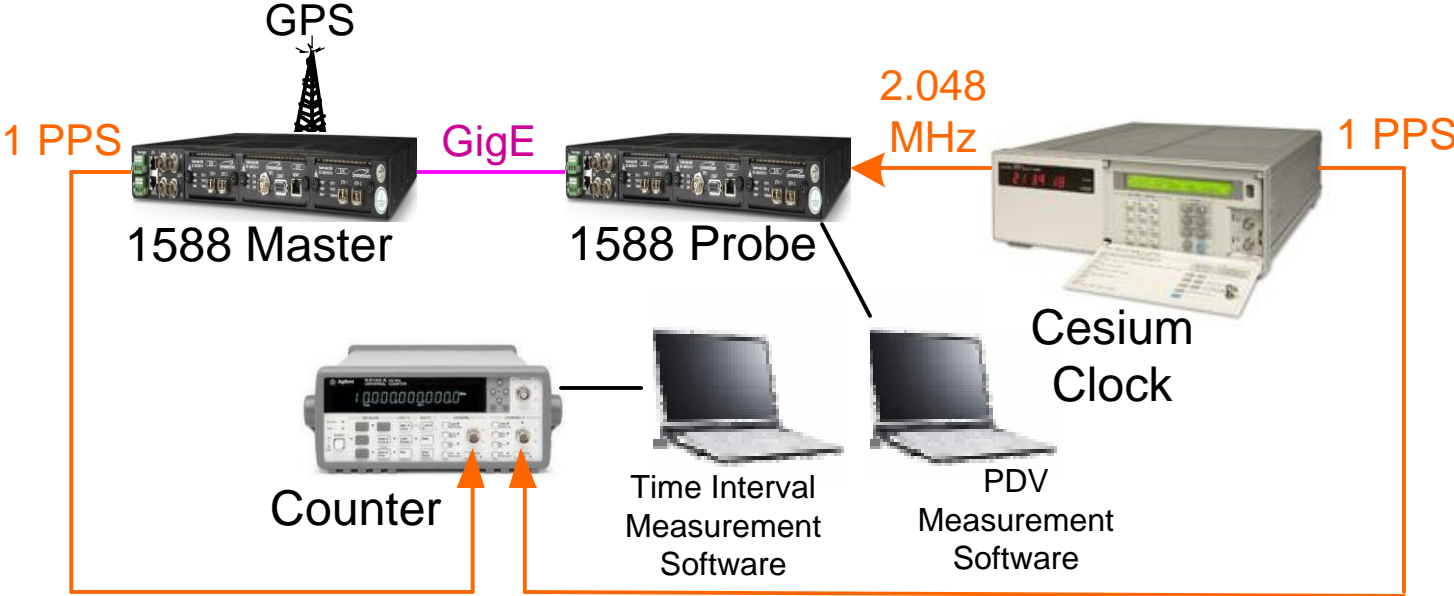 GPS
1 PPS
GigE
2.048
MHz
1 PPS
1588 Master
1588 Probe
Cesium
Clock
Agilent
Counter
Time Interval
Measurement
Software
PDV
Measurement
Software